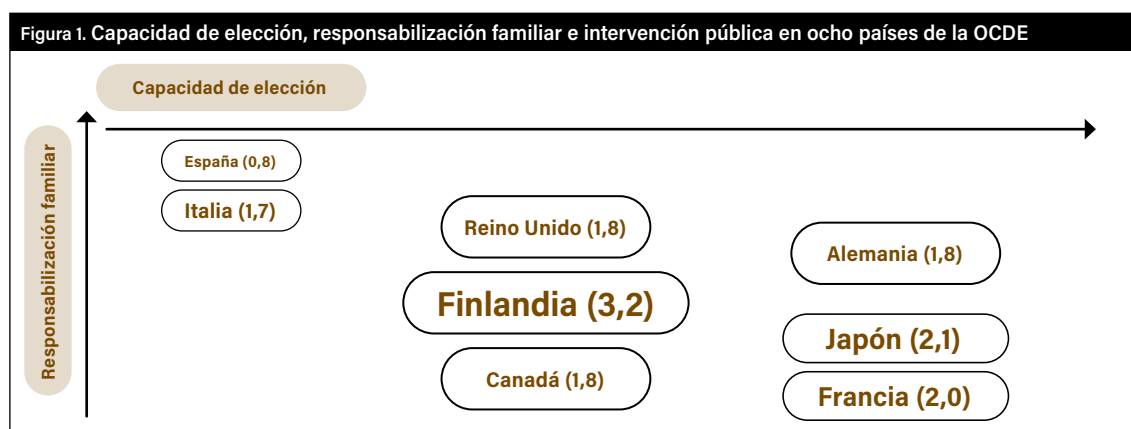 Figura 1. Capacidad de elección, responsabilización familiar e intervención pública en ocho países de la OCDE
Capacidad de elección
Responsabilización familiar
España (0,8)
Italia (1,7)
Reino Unido (1,8)
Alemania (1,8)
Finlandia (3,2)
Japón (2,1)
Canadá (1,8)
Francia (2,0)